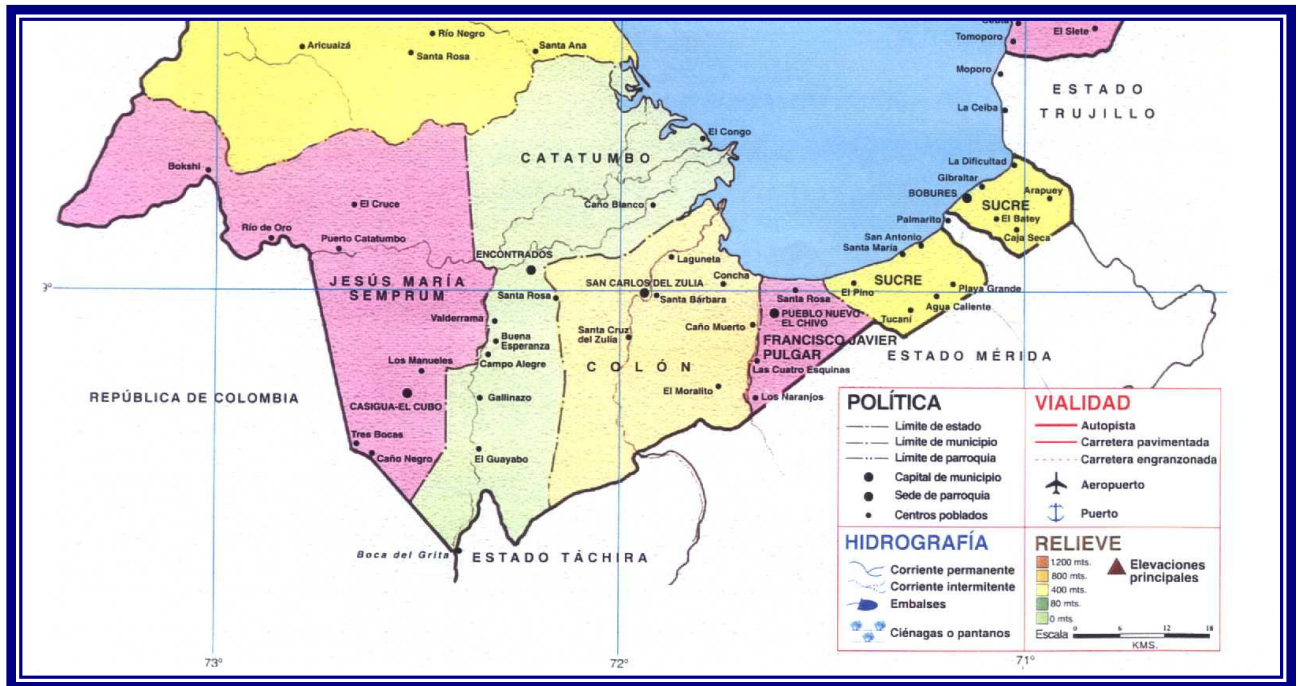 Ceuta
Tomoporo
El Siete
Río Negro
Aricuaizá
Santa Rosa
Santa Ana
Moporo
ESTADO
TRUJILLO
La Ceiba
El Congo
CATATUMBO
Bokshi
La Dificultad
Gibraltar
BOBURES
Arapuey
SUCRE
El Batey
Caja Seca
Palmarito
El Cruce
Caño Blanco
Río de Oro
Puerto Catatumbo
San Antonio
Santa María
ENCONTRADOS
Laguneta
Concha
JESÚS MARÍA
SEMPRUM
SAN CARLOS DEL ZULIA
Santa Bárbara
SUCRE
El Pino
Playa Grande
Agua Caliente
Tucaní
9°
Santa Rosa
Santa Rosa
PUEBLO NUEVO
EL CHIVO
Valderrama
Buena
Esperanza
Santa Cruz
del Zulia
Caño Muerto
FRANCISCO JAVIER
PULGAR
ESTADO MÉRIDA
Los Manueles
Campo Alegre
COLÓN
Las Cuatro Esquinas
REPÚBLICA DE COLOMBIA
CASIGUA-EL CUBO
Gallinazo
El Moralito
Los Naranjos
Tres Bocas
Caño Negro
El Guayabo
Boca del Grita
ESTADO TÁCHIRA
POLÍTICA
Límite de estado
Límite de municipio
Límite de parroquia
Capital de municipio
Sede de parroquia
Centros poblados
VIALIDAD
Autopista
Carretera pavimentada
Carretera engranzonada
Aeropuerto
Puerto
HIDROGRAFÍA
Corriente permanente
Corriente intermitente
Embalses
Ciénagas o pantanos
RELIEVE
1200 mts.
800 mts.
400 mts.
80 mts.
0 mts.
Elevaciones
principales
Escala
0 6 12 18
KMS.
73°
72°
71°